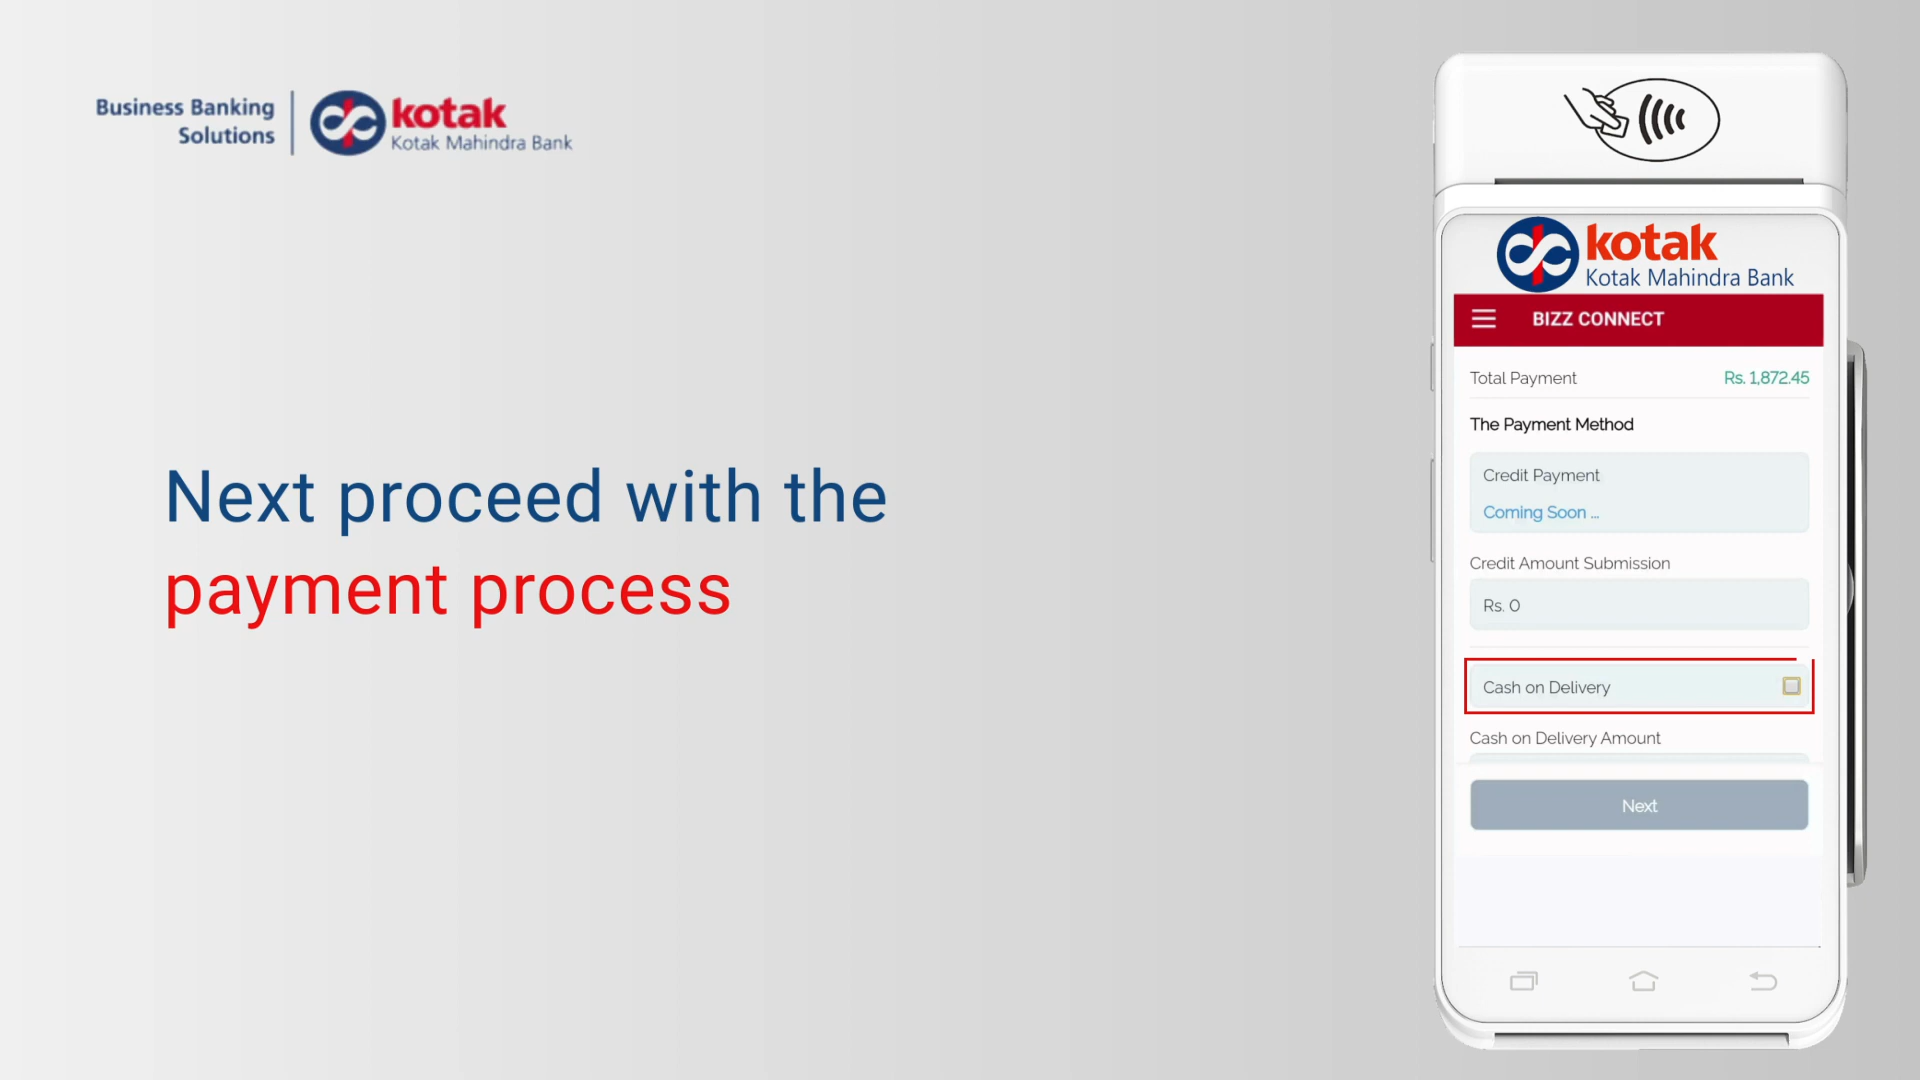 Business Banking
Solutions
kotak
Kotak Mahindra Bank
Next proceed with the
payment process
kotak
Kotak Mahindra Bank
BIZZ CONNECT
Total Payment Rs. 1,872.45
The Payment Method
Credit Payment
Coming Soon ...
Credit Amount Submission
Rs. 0
Cash on Delivery
Cash on Delivery Amount
Next